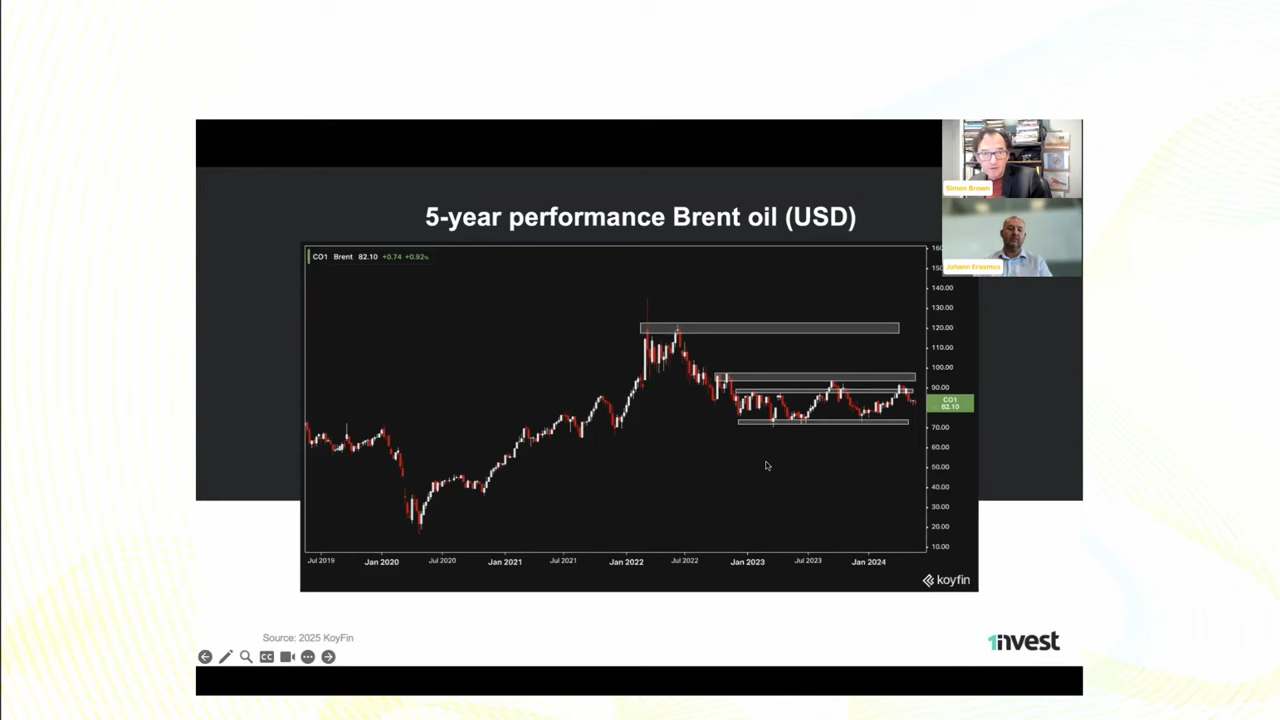 Simon Brown
Johann Erasmus
5-year performance Brent oil (USD)
CO1 Brent 82.10 +0.74 +0.92%
140.00
130.00
120.00
110.00
100.00
90.00
CO1
82.10
70.00
60.00
50.00
40.00
30.00
20.00
10.00
Jul 2019 Jan 2020 Jul 2020 Jan 2021 Jul 2021 Jan 2022 Jul 2022 Jan 2023 Jul 2023 Jan 2024
koyfin
Source: 2025 KoyFin
1nvest
CC